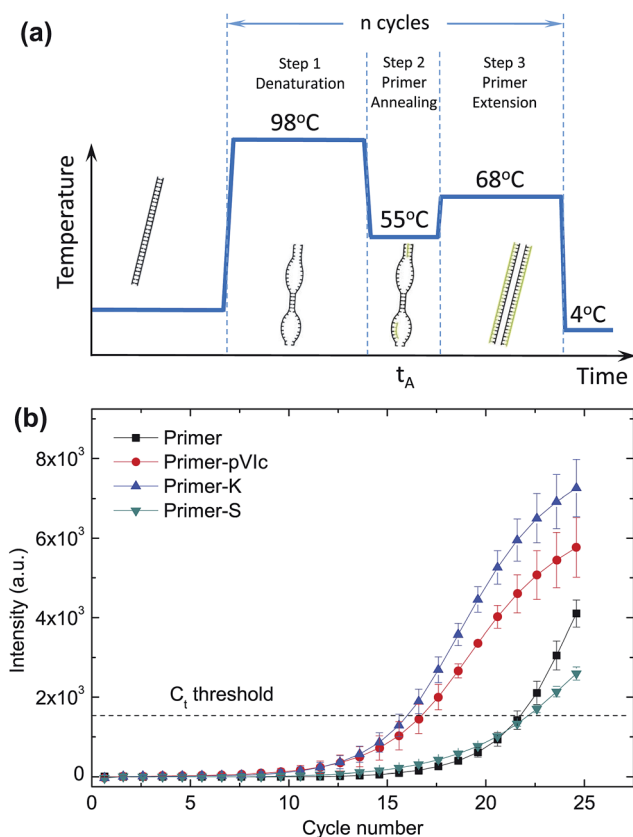 (a)
n cycles
Step 1
Denaturation
Step 2
Primer
Annealing
Step 3
Primer
Extension
98°C
55°C
68°C
4°C
Temperature
t_A
Time
(b)
Primer
Primer-pVIc
Primer-K
Primer-S
8x10³
6x10³
4x10³
2x10³
0
Intensity (a.u.)
C_t threshold
0 5 10 15 20 25
Cycle number